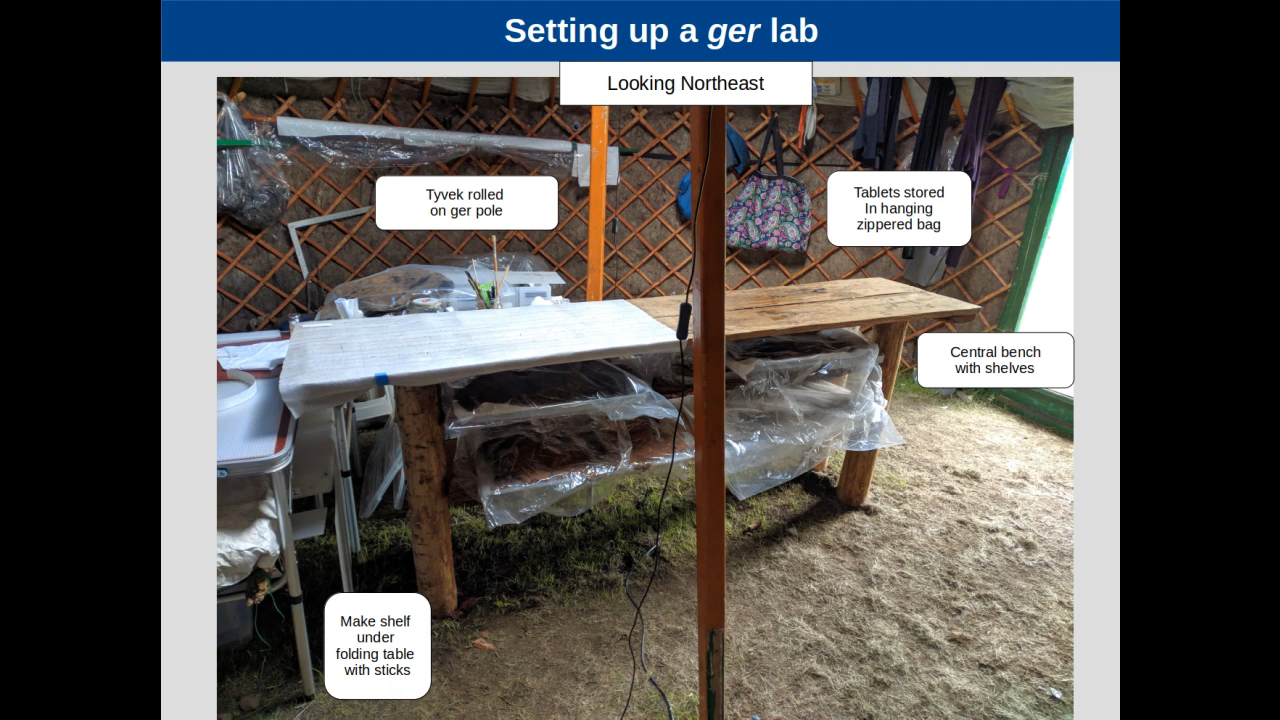 Setting up a ger lab
Looking Northeast
Tyvek rolled
on ger pole
Tablets stored
In hanging
zippered bag
Central bench
with shelves
Make shelf
under
folding table
with sticks